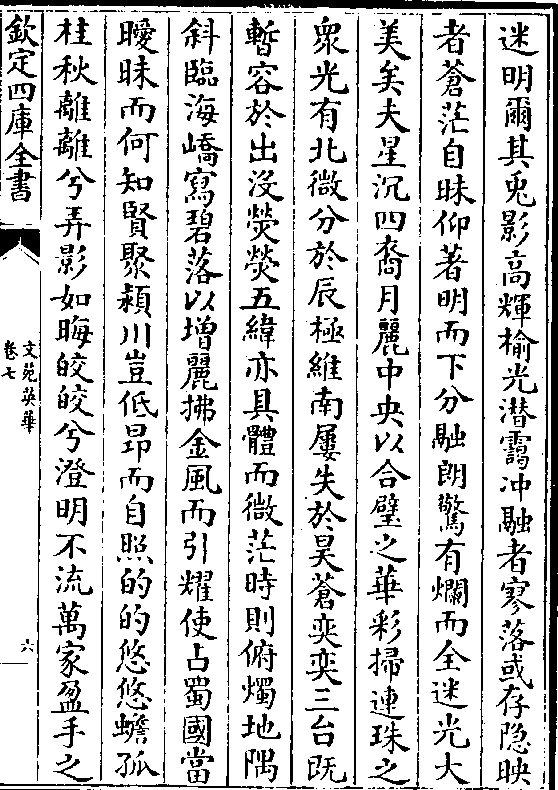 迷明爾其兎影高輝榆光潜靄冲融者寥落或存隐映
者蒼茫自昧仰著明而下分融朗驚有爛而全迷光大
美矣夫星沉四裔月麗中央以合璧之華彩掃連珠之
衆光有北微分於辰極維南屢失於昊蒼奕奕三台既
暫容於出沒熒熒五緯亦具體而微茫時則俯燭地隅
斜臨海嶠寫碧落以增麗拂金風而引耀使占蜀國當
曖昧而何知賢聚潁川豈低昂而自照的的悠悠蟾孤
桂秋離離兮弄影如晦皎皎兮澄明不流萬家盈手之
欽定四庫全書
文苑英華
卷七
六